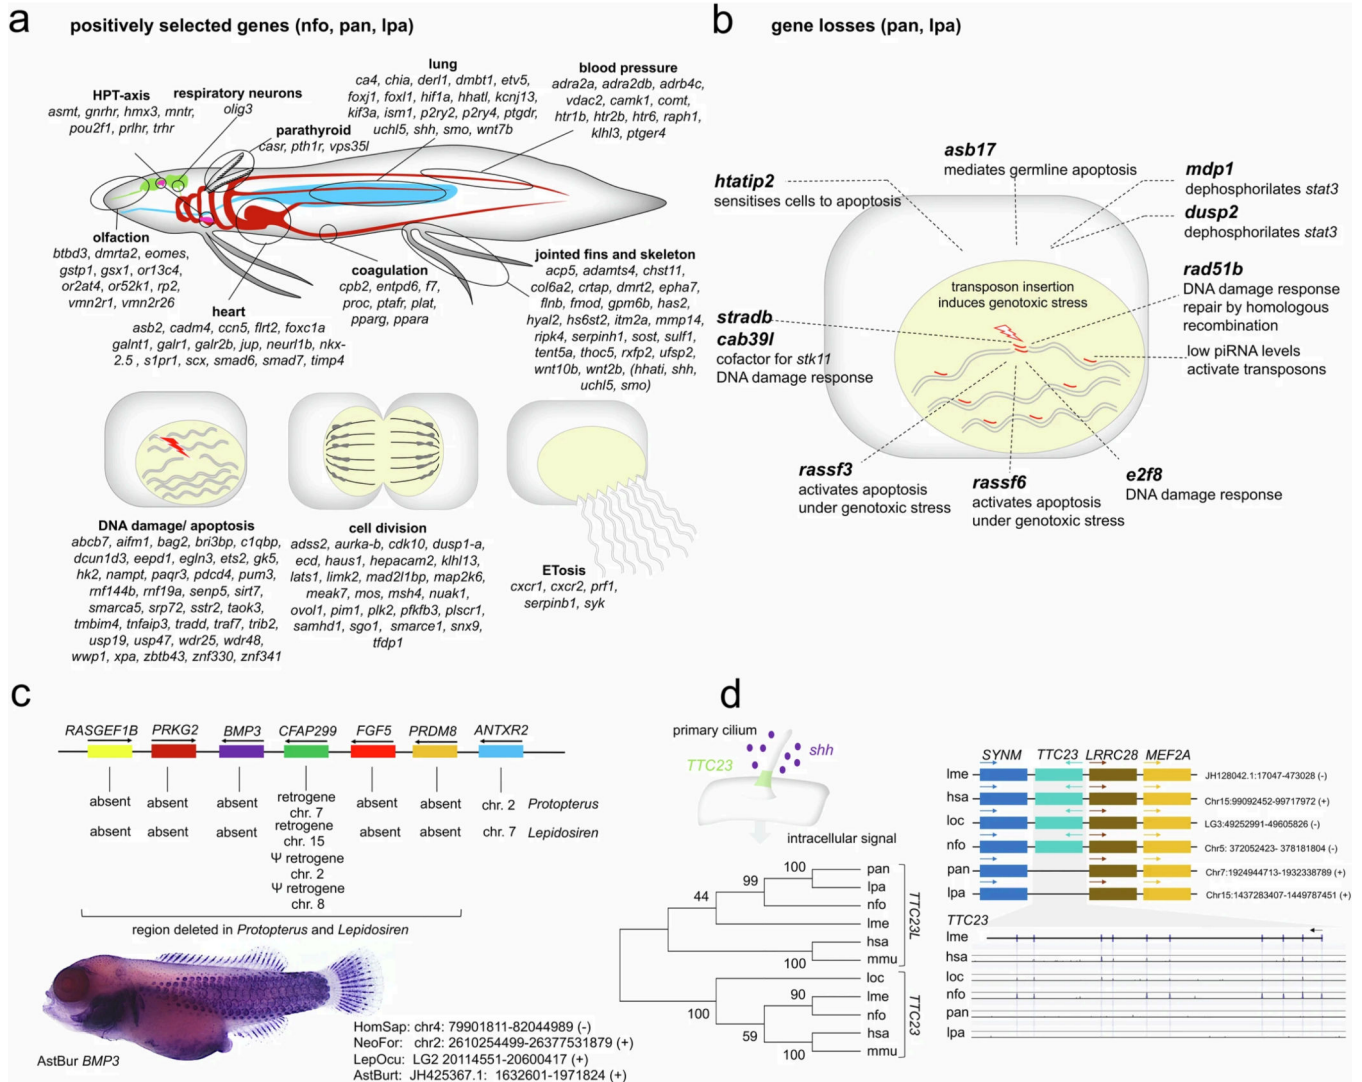 a
positively selected genes (nfo, pan, lpa)
HPT-axis
asmt, gnrhr, hmx3, mntr,
pou2f1, prlhr, trhr
respiratory neurons
olig3
parathyroid
casr, pth1r, vps35l
lung
ca4, chia, derl1, dmbt1, etv5,
foxj1, foxl1, hif1a, hhatl, kcnj13,
kif3a, ism1, p2ry2, p2ry4, ptgdr,
uchl5, shh, smo, wnt7b
blood pressure
adra2a, adra2db, adrb4c,
vdac2, camk1, comt,
htr1b, htr2b, htr6, raph1,
klhl3, ptger4
olfaction
btbd3, dmrta2, eomes,
gstp1, gsx1, or13c4,
or2at4, or52k1, rp2,
vmn2r1, vmn2r26
heart
asb2, cadm4, ccn5, flrt2, foxc1a
galnt1, galr1, galr2b, jup, neurl1b, nkx-
2.5 , s1pr1, scx, smad6, smad7, timp4
coagulation
cpb2, entpd6, f7,
proc, ptafr, plat,
pparg, ppara
jointed fins and skeleton
acp5, adamts4, chst11,
col6a2, crtap, dmrt2, epha7,
flnb, fmod, gpm6b, has2,
hyal2, hs6st2, itm2a, mmp14,
ripk4, serpinh1, sost, sulf1,
tent5a, thoc5, rxfp2, ufsp2,
wnt10b, wnt2b, (hhati, shh,
uchl5, smo)
DNA damage/ apoptosis
abcb7, aifm1, bag2, bri3bp, c1qbp,
dcun1d3, eepd1, egln3, ets2, gk5,
hk2, nampt, paqr3, pdcd4, pum3,
rnf144b, rnf19a, senp5, sirt7,
smarca5, srp72, sstr2, taok3,
tmbim4, tnfaip3, tradd, traf7, trib2,
usp19, usp47, wdr25, wdr48,
wwp1, xpa, zbtb43, znf330, znf341
cell division
adss2, aurka-b, cdk10, dusp1-a,
ecd, haus1, hepacam2, klhl13,
lats1, limk2, mad2l1bp, map2k6,
meak7, mos, msh4, nuak1,
ovol1, pim1, plk2, pfkfb3, plscr1,
samhd1, sgo1, smarce1, snx9,
tfdp1
ETosis
cxcr1, cxcr2, prf1,
serpinb1, syk
b
gene losses (pan, lpa)
asb17
mediates germline apoptosis
htatip2
sensitises cells to apoptosis
mdp1
dephosphorilates stat3
dusp2
dephosphorilates stat3
rad51b
DNA damage response
repair by homologous
recombination
transposon insertion
induces genotoxic stress
stradb
cab39l
cofactor for stk11
DNA damage response
low piRNA levels
activate transposons
rassf3
activates apoptosis
under genotoxic stress
rassf6
activates apoptosis
under genotoxic stress
e2f8
DNA damage response
c
RASGEF1B PRKG2 BMP3 CFAP299 FGF5 PRDM8 ANTXR2
absent absent absent retrogene chr. 7 absent absent chr. 2 Protopterus
absent absent absent retrogene chr. 15 absent absent chr. 7 Lepidosiren
Ψ retrogene
chr. 2
Ψ retrogene
chr. 8
region deleted in Protopterus and Lepidosiren
AstBur BMP3
HomSap: chr4: 79901811-82044989 (-)
NeoFor: chr2: 2610254499-26377531879 (+)
LepOcu: LG2 20114551-20600417 (+)
AstBurt: JH425367.1: 1632601-1971824 (+)
d
primary cilium
shh
TTC23
intracellular signal
100 pan
99 lpa
44 nfo
lme
hsa
100 mmu
TTC23L
loc
90 lme
100 nfo
59 hsa
100 mmu
TTC23
SYNM TTC23 LRRC28 MEF2A
lme JH128042.1:17047-473028 (-)
hsa Chr15:99092452-99717972 (+)
loc LG3:49252991-49605826 (-)
nfo Chr5: 372052423- 378181804 (-)
pan Chr7:1924944713-1932338789 (+)
lpa Chr15:1437283407-1449787451 (+)
TTC23
lme
hsa
loc
nfo
pan
lpa